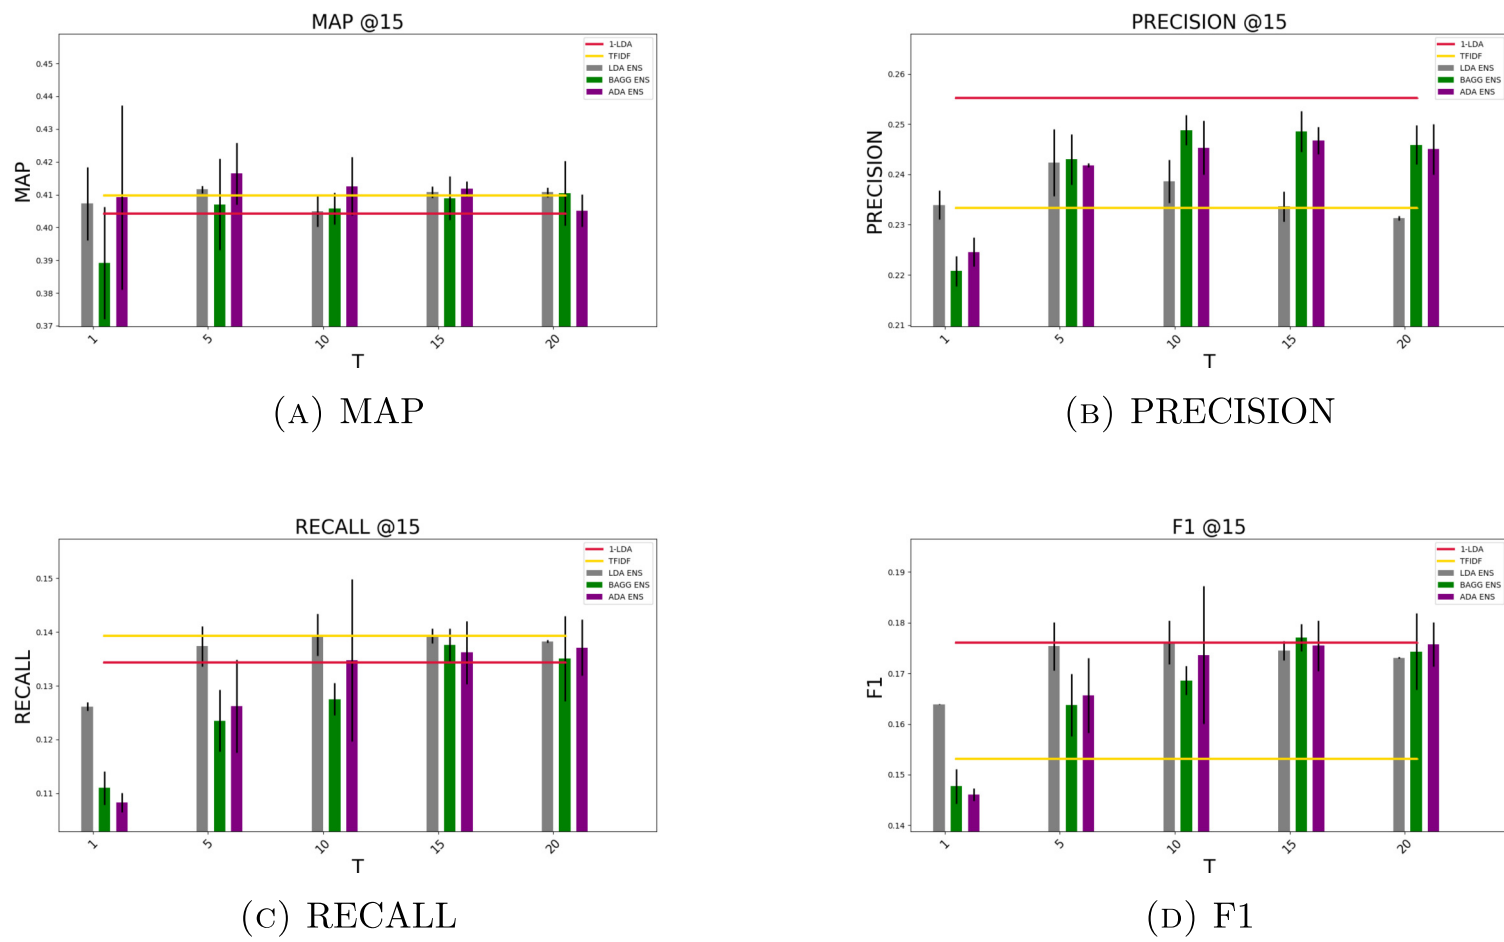 MAP @15
1-LDA
TFIDF
LDA ENS
BAGG ENS
ADA ENS
MAP
0.45
0.44
0.43
0.42
0.41
0.40
0.39
0.38
0.37
1
5
10
15
20
T
(A) MAP
PRECISION @15
1-LDA
TFIDF
LDA ENS
BAGG ENS
ADA ENS
PRECISION
0.26
0.25
0.24
0.23
0.22
0.21
1
5
10
15
20
T
(B) PRECISION
RECALL @15
1-LDA
TFIDF
LDA ENS
BAGG ENS
ADA ENS
RECALL
0.15
0.14
0.13
0.12
0.11
1
5
10
15
20
T
(C) RECALL
F1 @15
1-LDA
TFIDF
LDA ENS
BAGG ENS
ADA ENS
F1
0.19
0.18
0.17
0.16
0.15
0.14
1
5
10
15
20
T
(D) F1